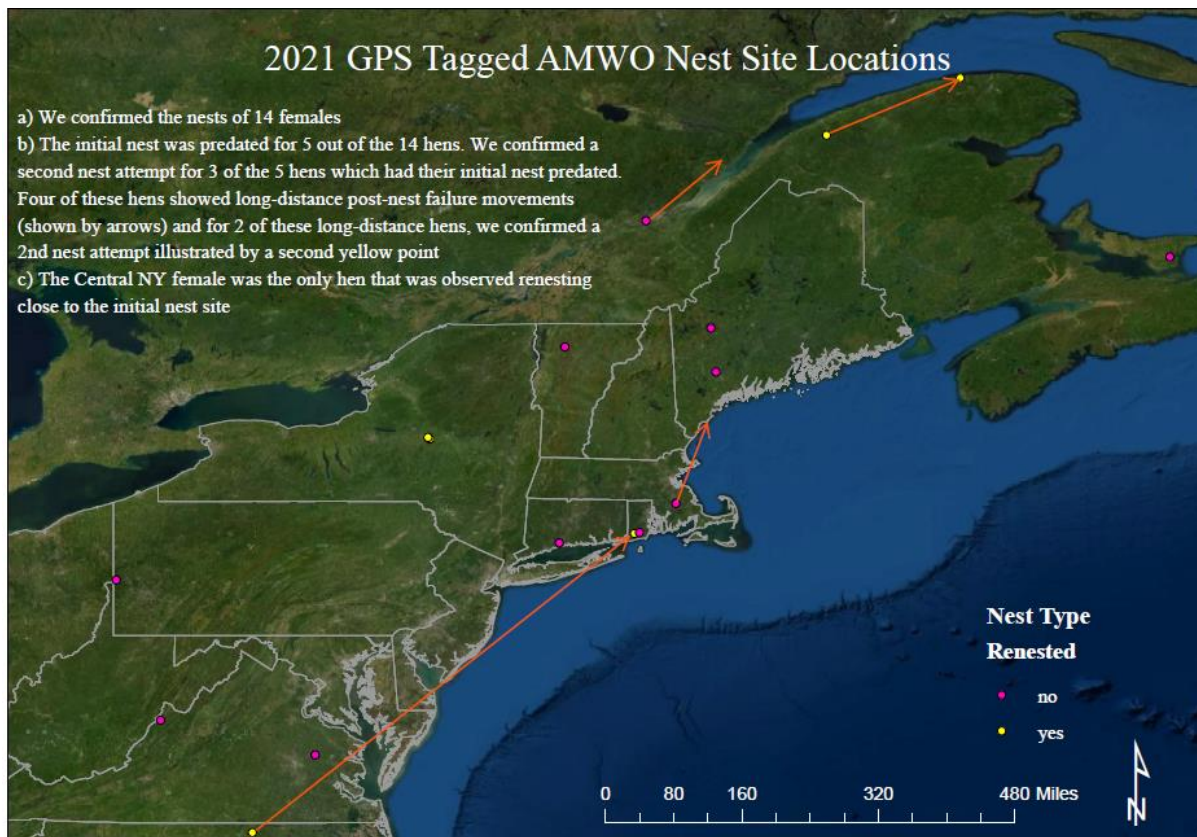 2021 GPS Tagged AMWO Nest Site Locations
a) We confirmed the nests of 14 females
b) The initial nest was predated for 5 out of the 14 hens. We confirmed a
second nest attempt for 3 of the 5 hens which had their initial nest predated.
Four of these hens showed long-distance post-nest failure movements
(shown by arrows) and for 2 of these long-distance hens, we confirmed a
2nd nest attempt illustrated by a second yellow point
c) The Central NY female was the only hen that was observed renesting
close to the initial nest site
Nest Type
Renested
no
yes
0 80 160 320 480 Miles
N